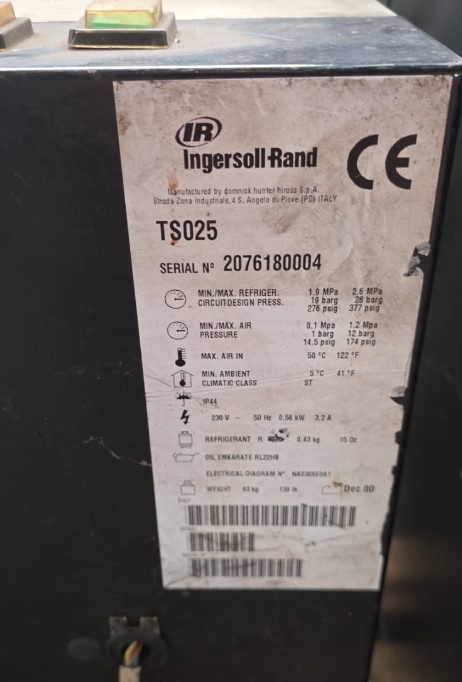 IR
Ingersoll-Rand
CE
Manufactured by domnick hunter hiross S.p.A.
Strada Zona Industriale,4 S. Angelo di Piove (PD) ITALY
TS025
SERIAL Nº 2076180004
MIN./MAX. REFRIGER. 1.9 MPa 2.6 MPa
CIRCUIT DESIGN PRESS. 19 barg 26 barg
276 psig 377 psig
MIN./MAX. AIR 0.1 Mpa 1.2 Mpa
PRESSURE 1 barg 12 barg
14.5 psig 174 psig
MAX. AIR IN 50 °C 122 °F
MIN. AMBIENT 5 °C 41 °F
CLIMATIC CLASS ST
IP44
230 V ~ 50 Hz 0.56 kW 3,2 A
REFRIGERANT R 0,43 kg 15 Oz
OIL EMKARATE RL22H8
ELECTRICAL DIAGRAM Nº.
WEIGHT 63 kg 139 lb Dec.00